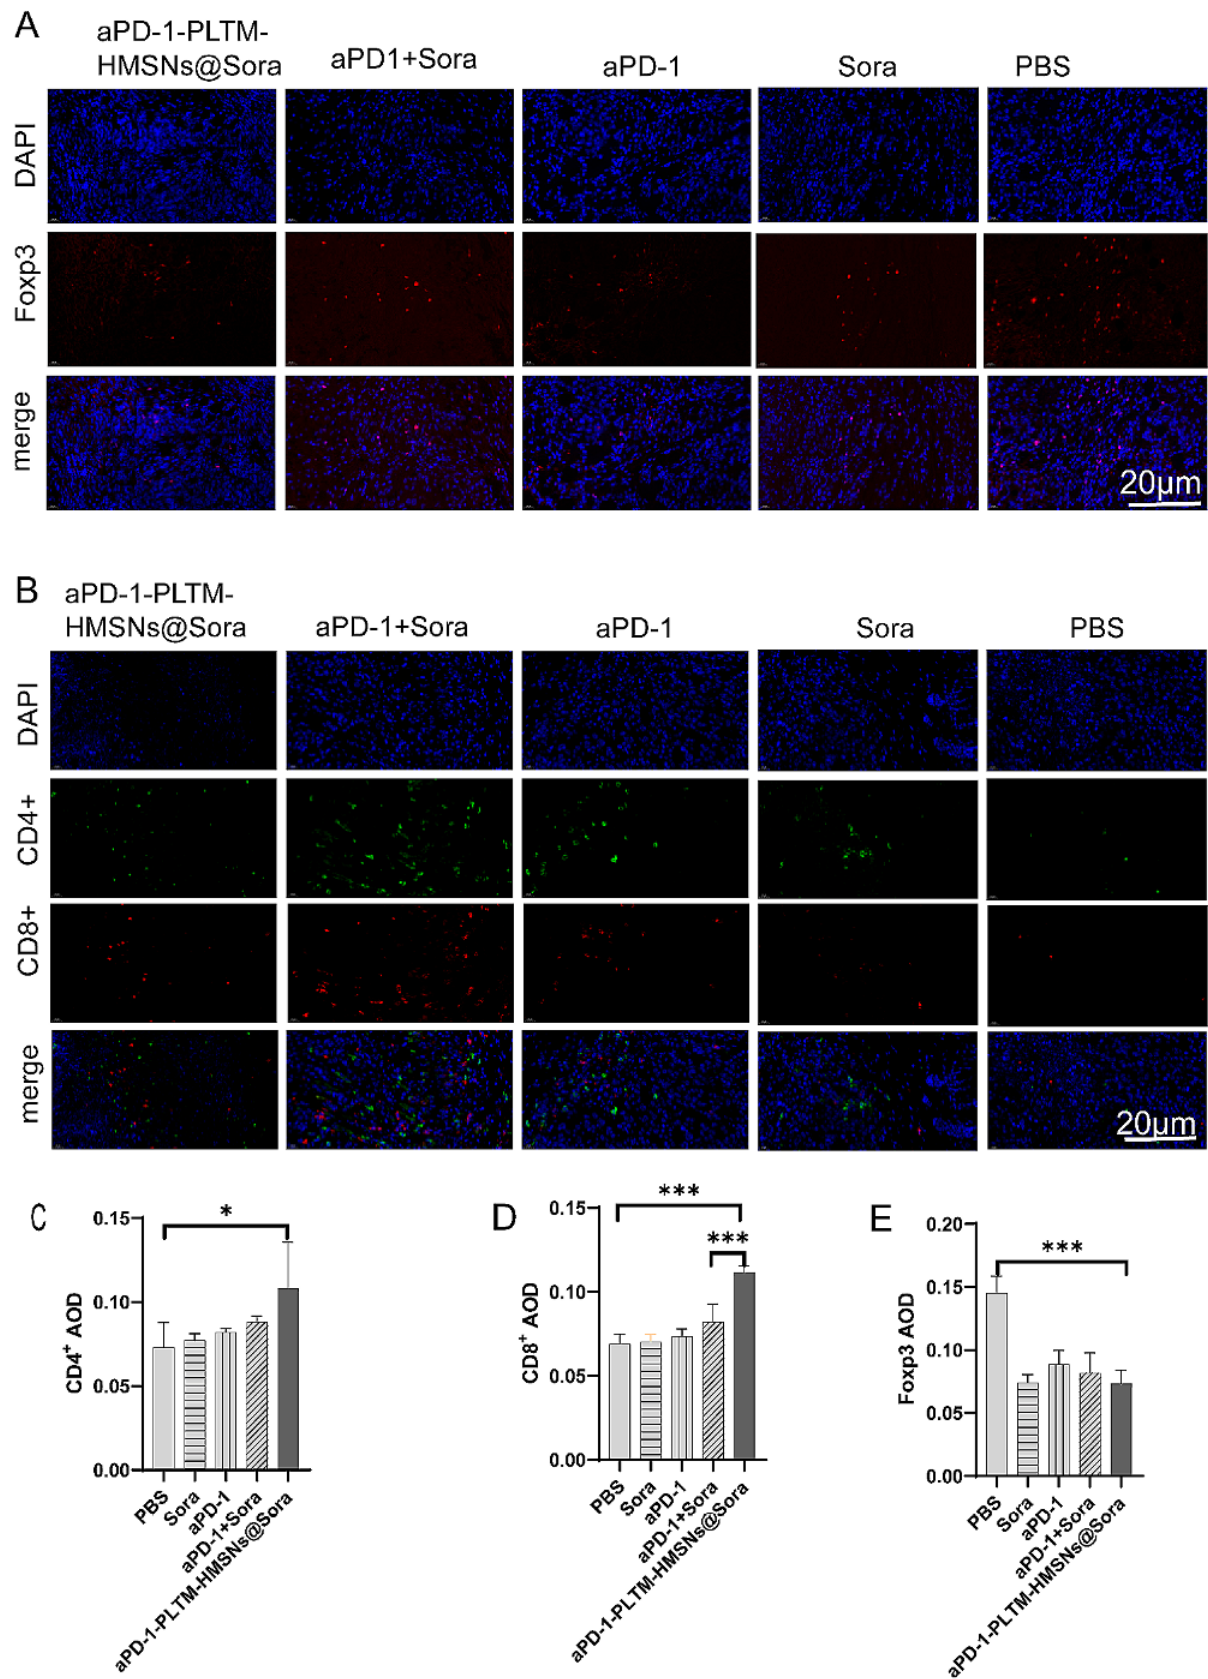 A
aPD-1-PLTM-
HMSNs@Sora
aPD1+Sora
aPD-1
Sora
PBS
DAPI
Foxp3
merge
20µm
B
aPD-1-PLTM-
HMSNs@Sora
aPD-1+Sora
aPD-1
Sora
PBS
DAPI
CD4+
CD8+
merge
20µm
C
0.15
0.10
0.05
0.00
CD4+ AOD
*
PBS
Sora
aPD-1
aPD-1+Sora
aPD-1-PLTM-HMSNs@Sora
D
0.15
0.10
0.05
0.00
CD8+ AOD
***
***
PBS
Sora
aPD-1
aPD-1+Sora
aPD-1-PLTM-HMSNs@Sora
E
0.20
0.15
0.10
0.05
0.00
Foxp3 AOD
***
PBS
Sora
aPD-1
aPD-1+Sora
aPD-1-PLTM-HMSNs@Sora